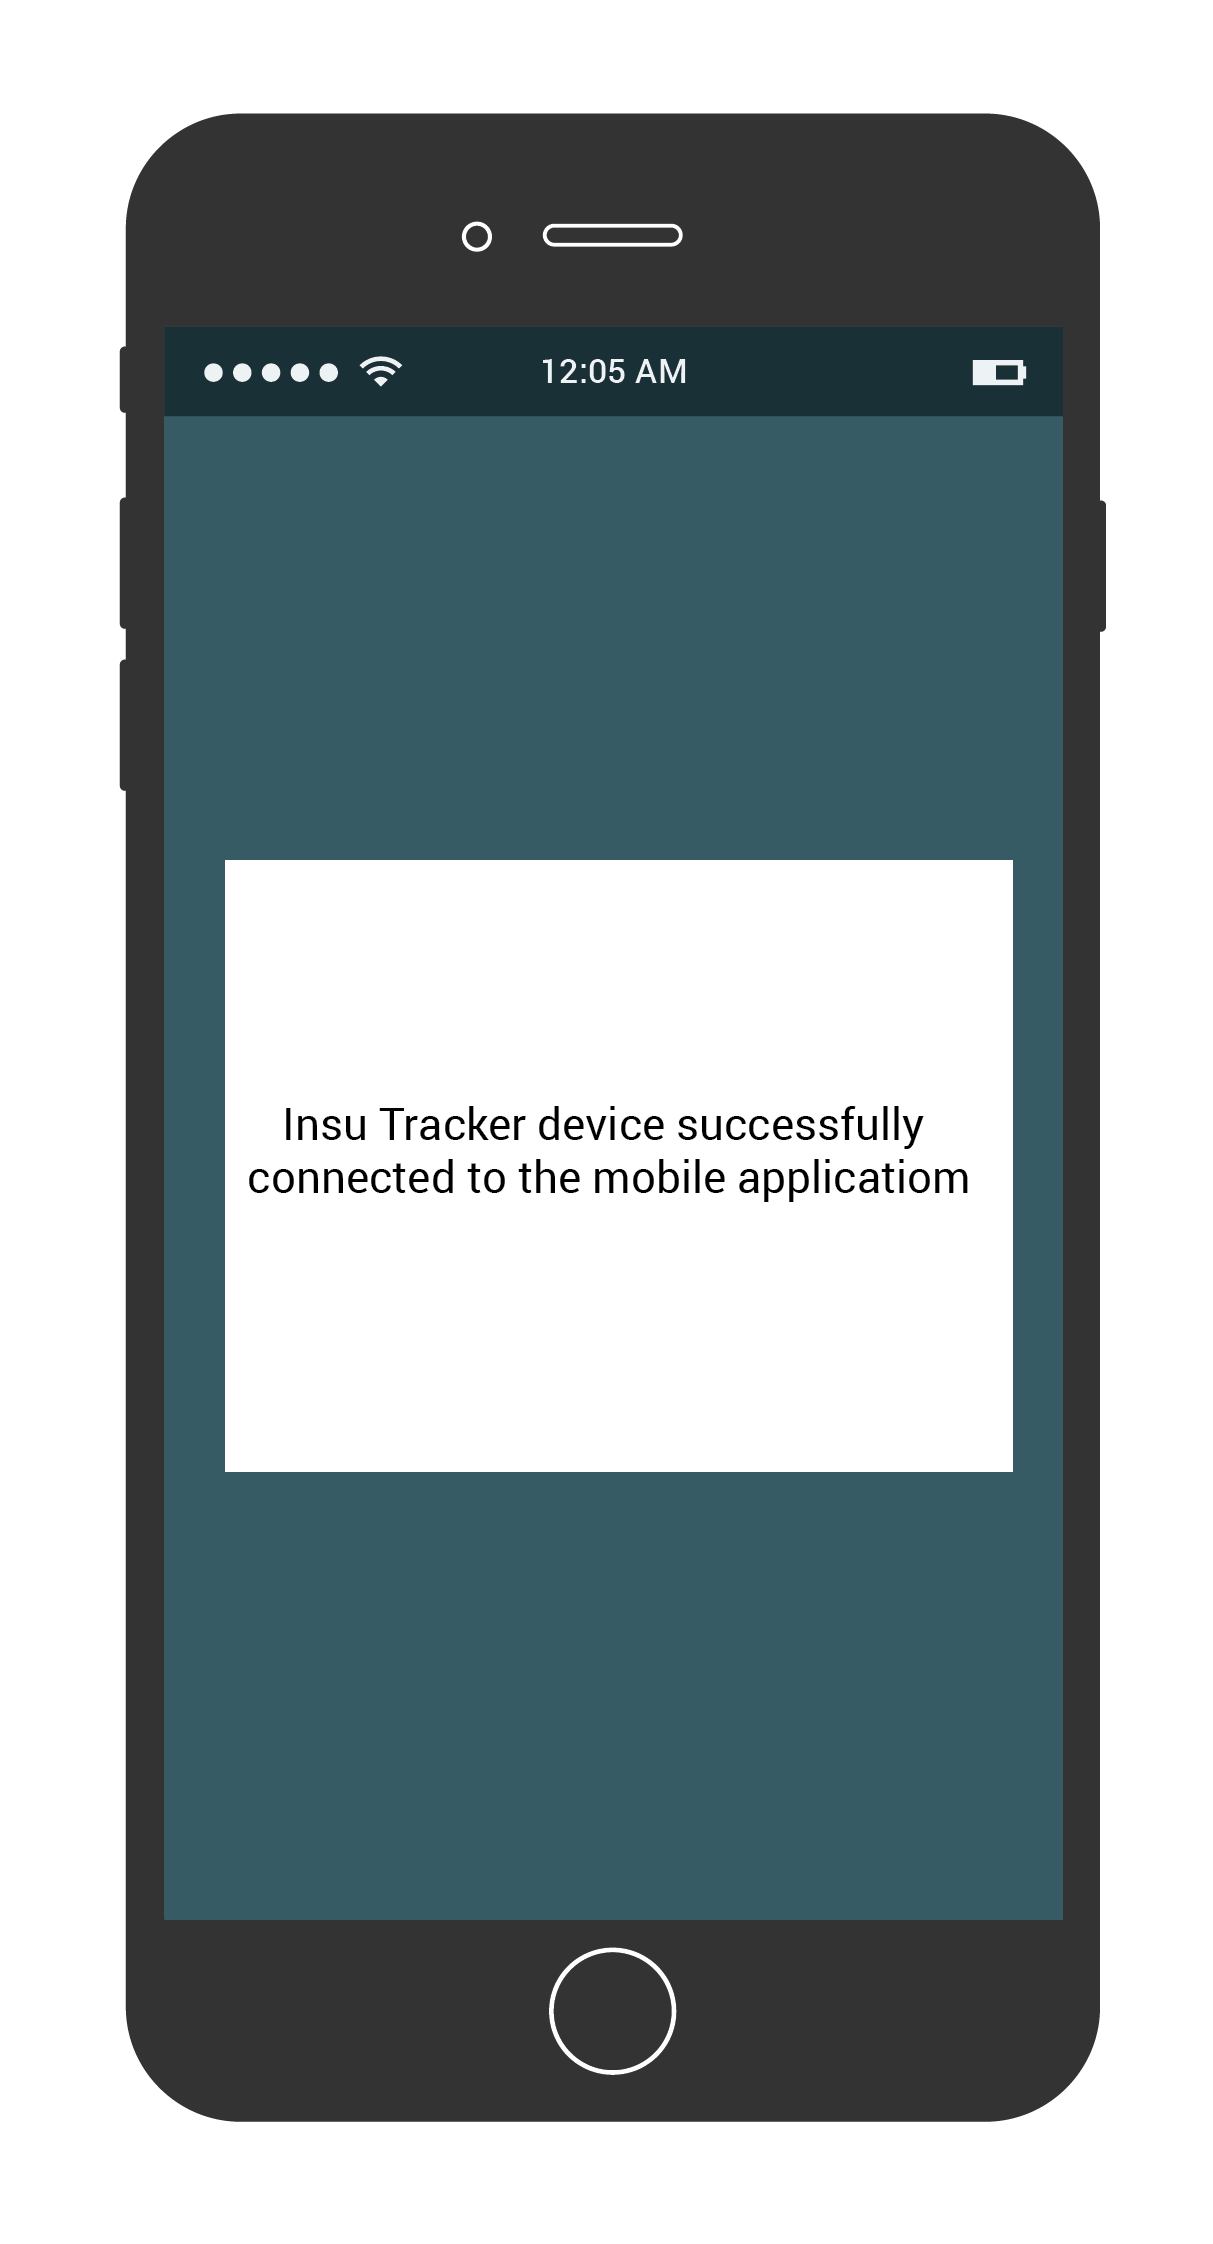 12:05 AM
Insu Tracker device successfully
connected to the mobile applicatiom